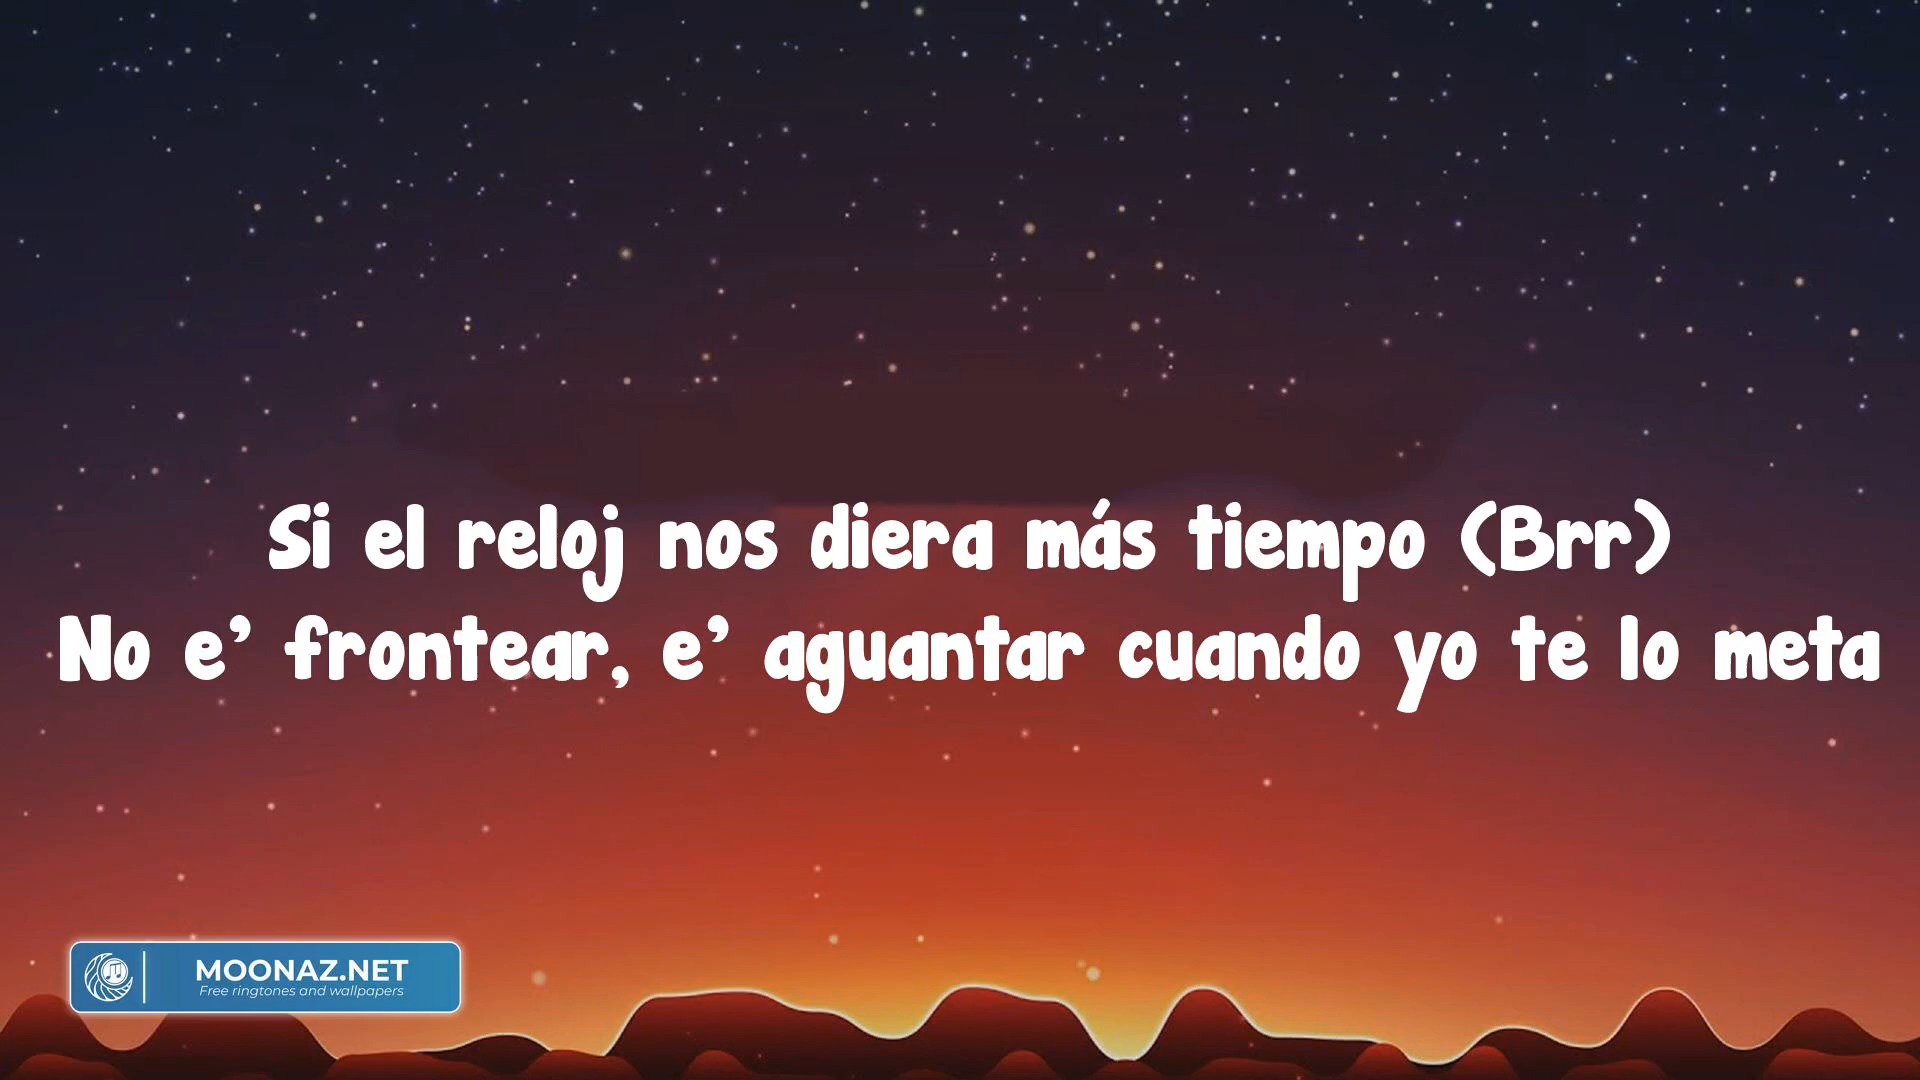 Si el reloj nos diera más tiempo (Brr)
No e' frontear, e' aguantar cuando yo te lo meta
MOONAZ.NET
Free ringtones and wallpapers